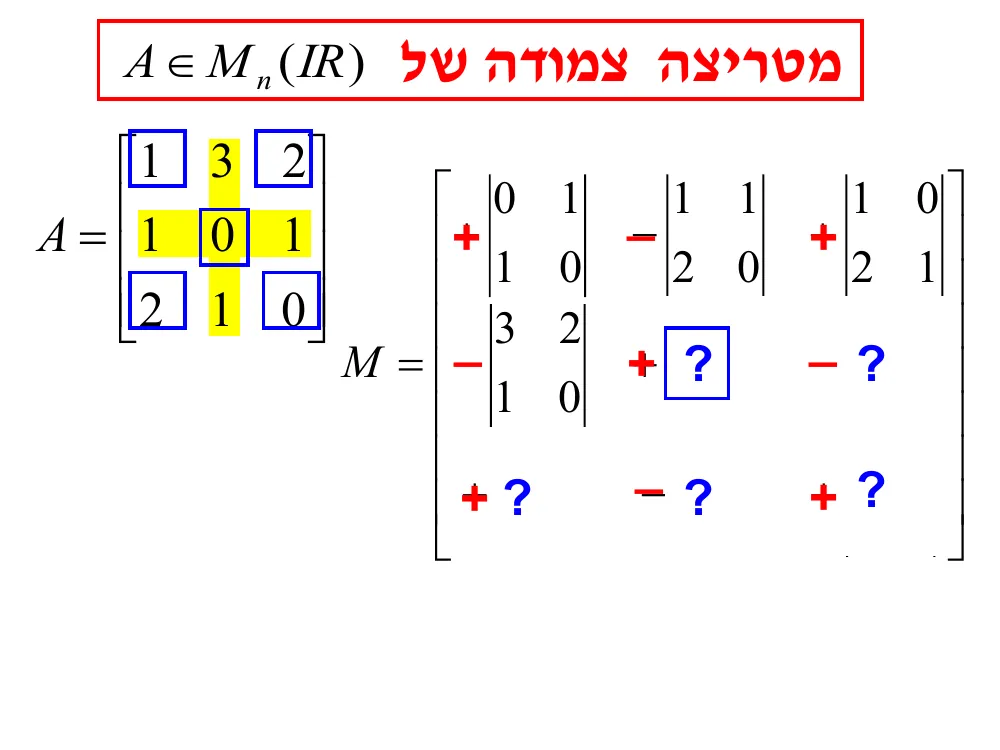 מטריצה צמודה של A ∈ M_n (IR)
A = [ 1 3 2
1 0 1
2 1 0 ]
M = [ + |0 1| − |1 1| + |1 0|
|1 0| |2 0| |2 1|
− |3 2| + ? − ?
|1 0|
+ ? − ? + ? ]